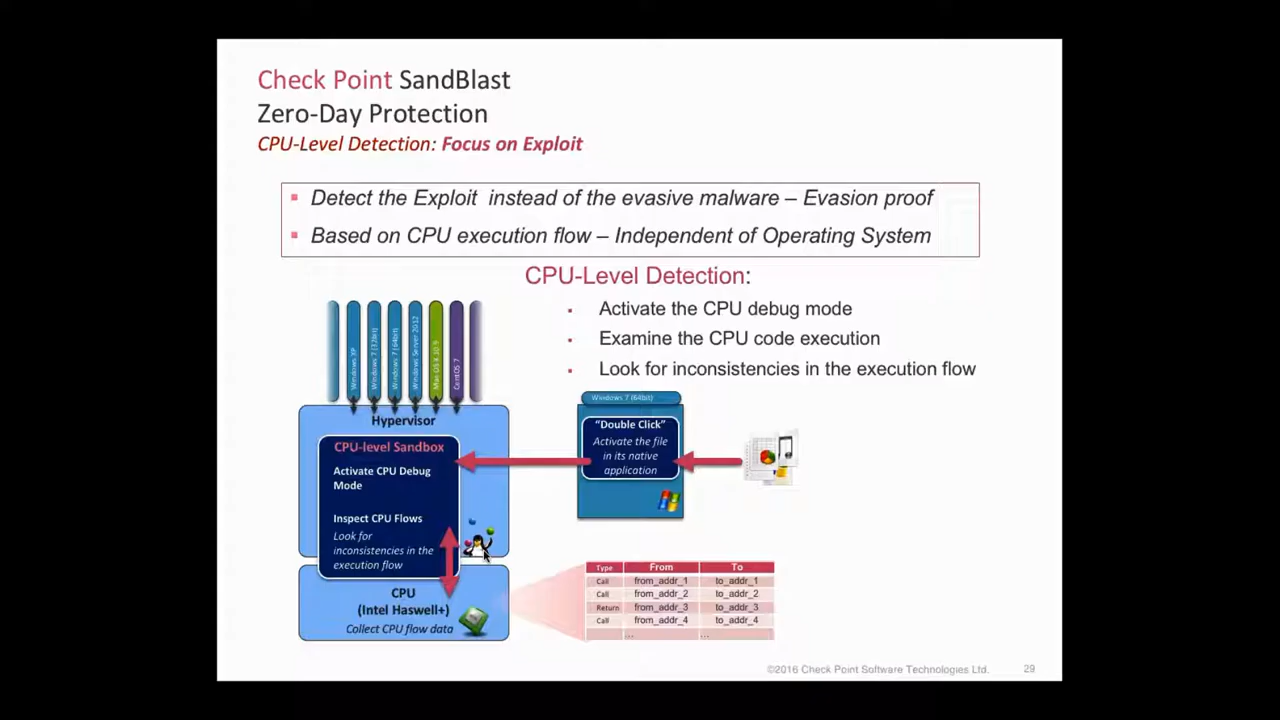 Check Point SandBlast
Zero-Day Protection
CPU-Level Detection: Focus on Exploit
▪ Detect the Exploit instead of the evasive malware – Evasion proof
▪ Based on CPU execution flow – Independent of Operating System
CPU-Level Detection:
▪ Activate the CPU debug mode
▪ Examine the CPU code execution
▪ Look for inconsistencies in the execution flow
Windows XP
Windows 7 (32bit)
Windows 7 (64bit)
Windows Server 2012
Mac OS X 10.9
CentOS 7
Hypervisor
CPU-level Sandbox
Activate CPU Debug
Mode
Inspect CPU Flows
Look for
inconsistencies in the
execution flow
CPU
(Intel Haswell+)
Collect CPU flow data
Windows 7 (64bit)
“Double Click”
Activate the file
in its native
application
Type From To
Call from_addr_1 to_addr_1
Call from_addr_2 to_addr_2
Return from_addr_3 to_addr_3
Call from_addr_4 to_addr_4
... ...
©2016 Check Point Software Technologies Ltd. 29